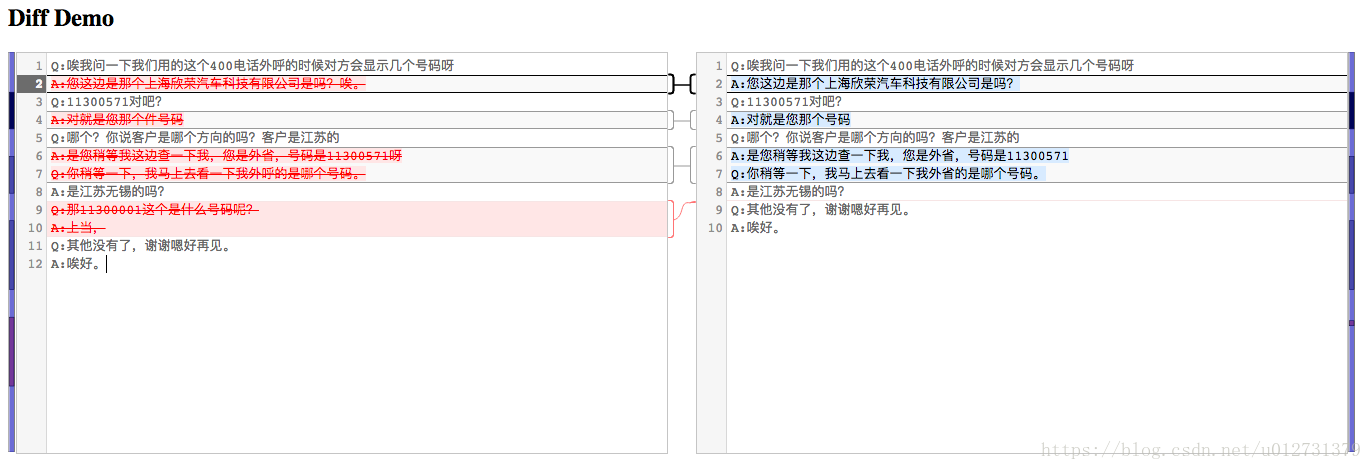 Diff Demo
1 Q:唉我问一下我们用的这个400电话外呼的时候对方会显示几个号码呀
2 A:您这边是那个上海欣荣汽车科技有限公司是吗？唉。
3 Q:11300571对吧？
4 A:对就是您那个件号码
5 Q:哪个？你说客户是哪个方向的吗？客户是江苏的
6 A:是您稍等我这边查一下我，您是外省，号码是11300571呀
7 Q:你稍等一下，我马上去看一下我外呼的是哪个号码。
8 A:是江苏无锡的吗？
9 Q:那11300001这个是什么号码呢？
10 A:上当，
11 Q:其他没有了，谢谢嗯好再见。
12 A:唉好。
1 Q:唉我问一下我们用的这个400电话外呼的时候对方会显示几个号码呀
2 A:您这边是那个上海欣荣汽车科技有限公司是吗？
3 Q:11300571对吧？
4 A:对就是您那个号码
5 Q:哪个？你说客户是哪个方向的吗？客户是江苏的
6 A:是您稍等我这边查一下我，您是外省，号码是11300571
7 Q:你稍等一下，我马上去看一下我外省的是哪个号码。
8 A:是江苏无锡的吗？
9 Q:其他没有了，谢谢嗯好再见。
10 A:唉好。
https://blog.csdn.net/u012731379